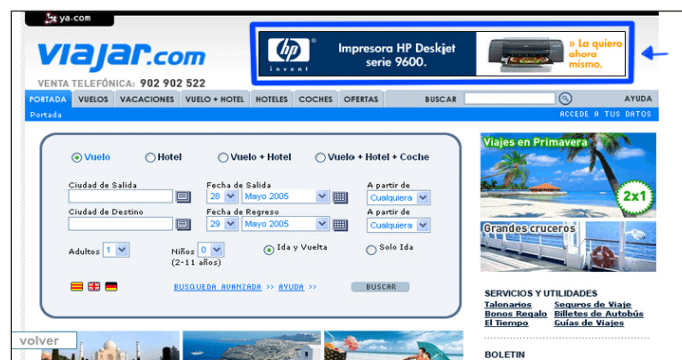 ya.com
viajar.com
VENTA TELEFÓNICA: 902 902 522
hp
invent
Impresora HP Deskjet
serie 9600.
» La quiero
ahora
mismo.
PORTADA VUELOS VACACIONES VUELO + HOTEL HOTELES COCHES OFERTAS BUSCAR AYUDA
Portada ACCEDE A TUS DATOS
Vuelo Hotel Vuelo + Hotel Vuelo + Hotel + Coche
Ciudad de Salida Fecha de Salida A partir de
28 Mayo 2005 Cualquiera
Ciudad de Destino Fecha de Regreso A partir de
29 Mayo 2005 Cualquiera
Adultos 1 Niños 0 Ida y Vuelta Solo Ida
(2-11 años)
BUSQUEDA AVANZADA >> AYUDA >> BUSCAR
Viajes en Primavera
2x1
Grandes cruceros
SERVICIOS Y UTILIDADES
Talonarios Seguros de Viaje
Bonos Regalo Billetes de Autobús
El Tiempo Guías de Viajes
BOLETIN
volver